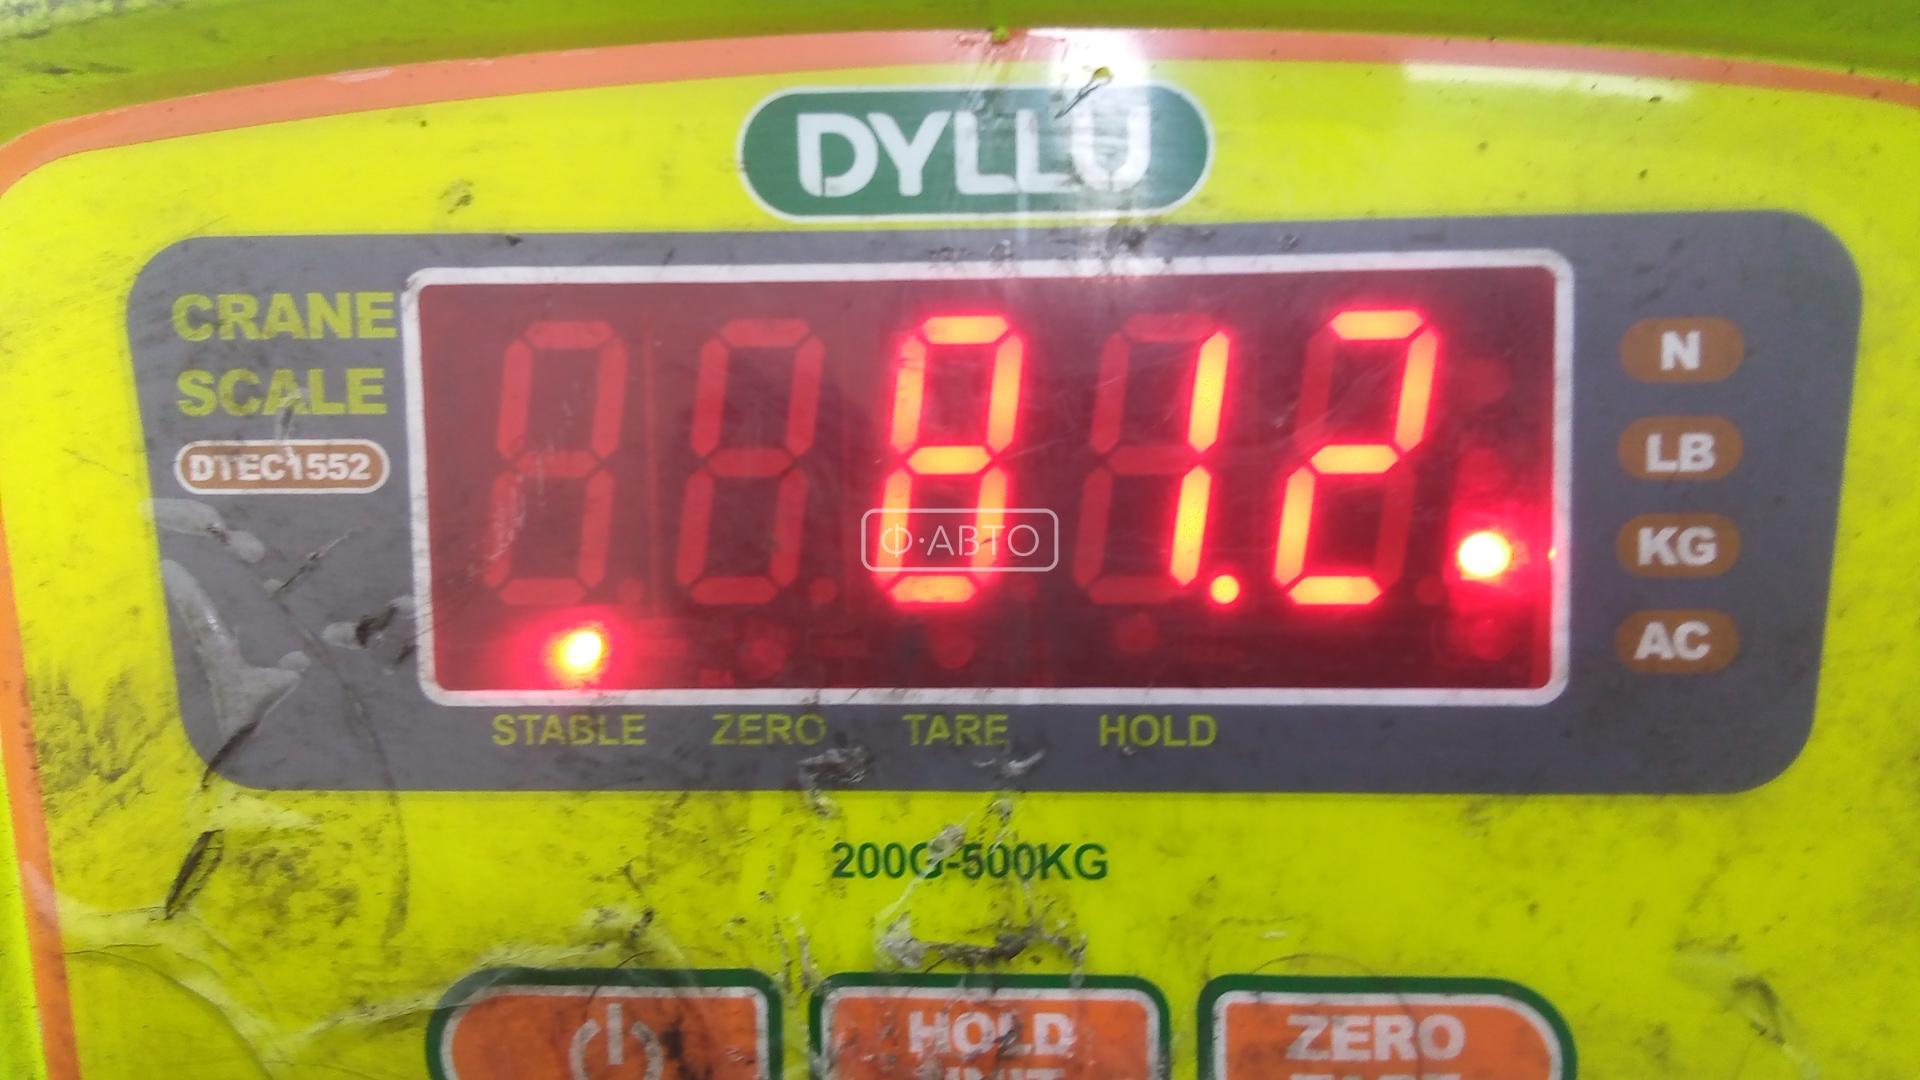 DYLLU
CRANE
SCALE
DTEC1552
81.2
N
LB
KG
AC
Ф·АВТО
STABLE ZERO TARE HOLD
200G-500KG
HOLD ZERO